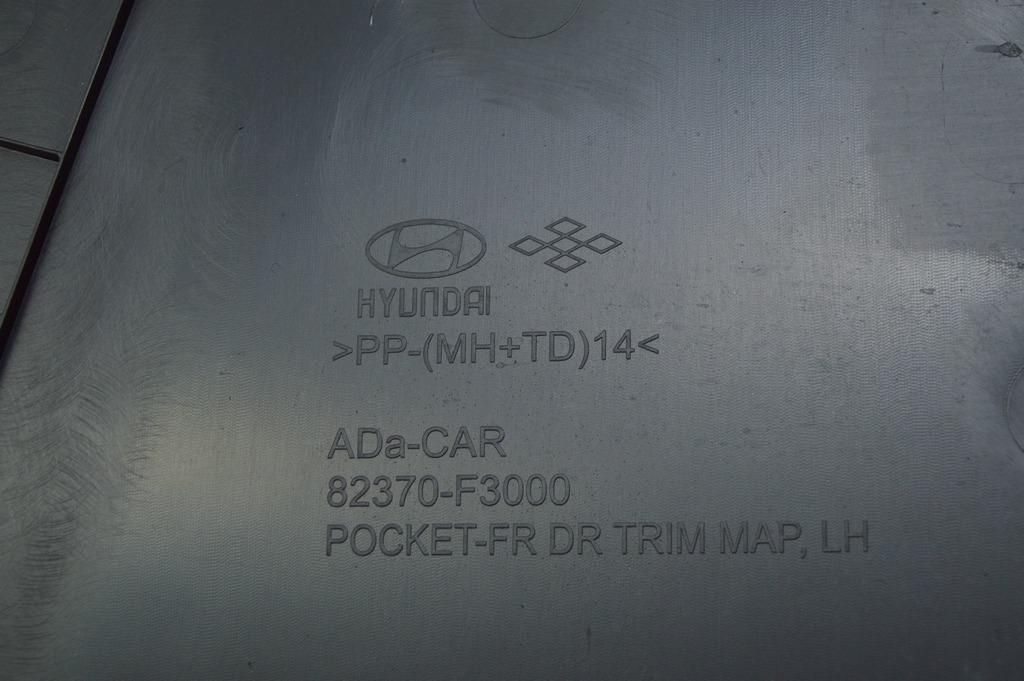 HYUNDAI
>PP-(MH+TD)14<
ADa-CAR
82370-F3000
POCKET-FR DR TRIM MAP, LH